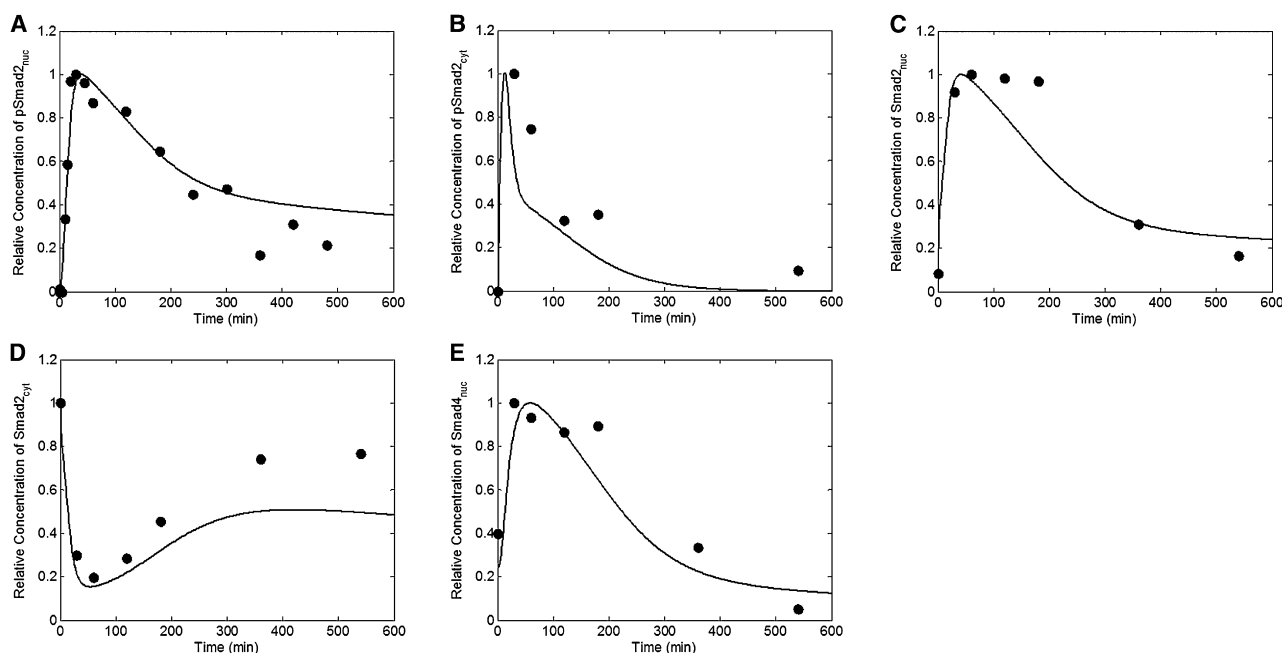 A
Relative Concentration of pSmad2nuc
1.2
1
0.8
0.6
0.4
0.2
0
0 100 200 300 400 500 600
Time (min)
B
Relative Concentration of pSmad2cyt
1.2
1
0.8
0.6
0.4
0.2
0
0 100 200 300 400 500 600
Time (min)
C
Relative Concentration of Smad2nuc
1.2
1
0.8
0.6
0.4
0.2
0
0 100 200 300 400 500 600
Time (min)
D
Relative Concentration of Smad2cyt
1.2
1
0.8
0.6
0.4
0.2
0
0 100 200 300 400 500 600
Time (min)
E
Relative Concentration of Smad4nuc
1.2
1
0.8
0.6
0.4
0.2
0
0 100 200 300 400 500 600
Time (min)